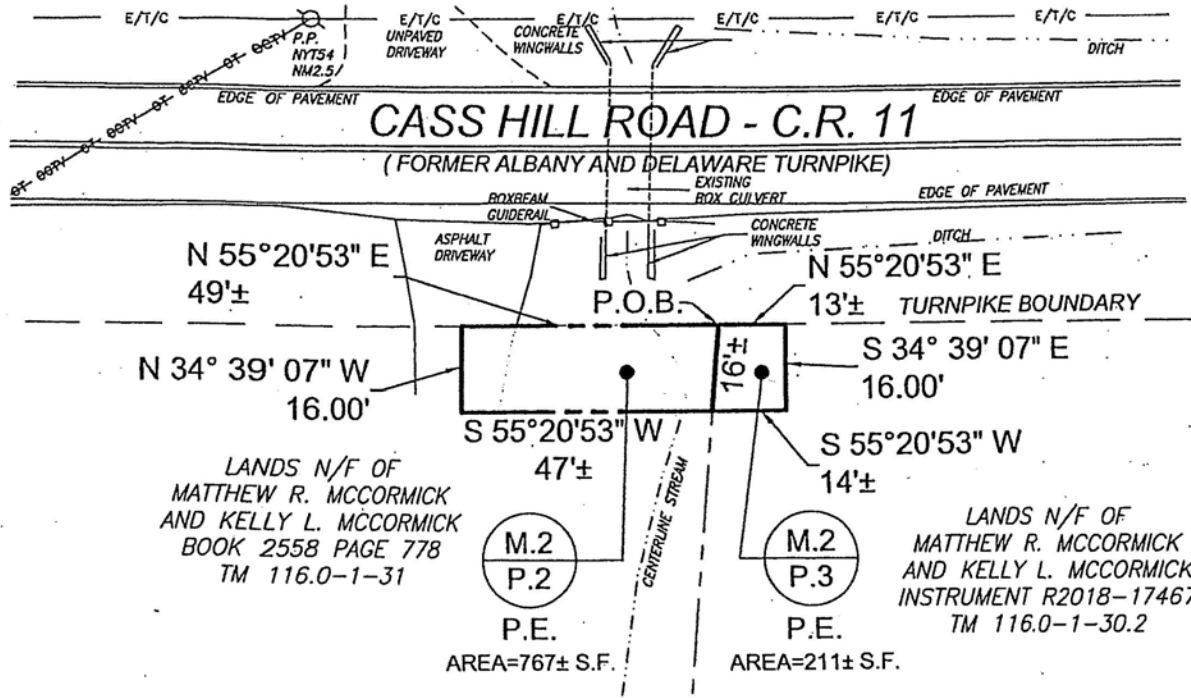 E/T/C E/T/C E/T/C E/T/C E/T/C E/T/C
P.P.
NYT54
NM2.5
UNPAVED
DRIVEWAY
CONCRETE
WINGWALLS
DITCH
EDGE OF PAVEMENT
EDGE OF PAVEMENT
CASS HILL ROAD - C.R. 11
(FORMER ALBANY AND DELAWARE TURNPIKE)
EXISTING
BOX CULVERT
EDGE OF PAVEMENT
BOXBEAM
GUIDERAIL
ASPHALT
DRIVEWAY
CONCRETE
WINGWALLS
DITCH
N 55°20'53" E
49'±
P.O.B.
N 55°20'53" E
13'±
TURNPIKE BOUNDARY
N 34° 39' 07" W
16.00'
16'±
S 34° 39' 07" E
16.00'
S 55°20'53" W
47'±
S 55°20'53" W
14'±
LANDS N/F OF
MATTHEW R. MCCORMICK
AND KELLY L. MCCORMICK
BOOK 2558 PAGE 778
TM 116.0-1-31
CENTERLINE STREAM
M.2
P.2
P.E.
AREA=767± S.F.
M.2
P.3
P.E.
AREA=211± S.F.
LANDS N/F OF
MATTHEW R. MCCORMICK
AND KELLY L. MCCORMICK
INSTRUMENT R2018-17467
TM 116.0-1-30.2